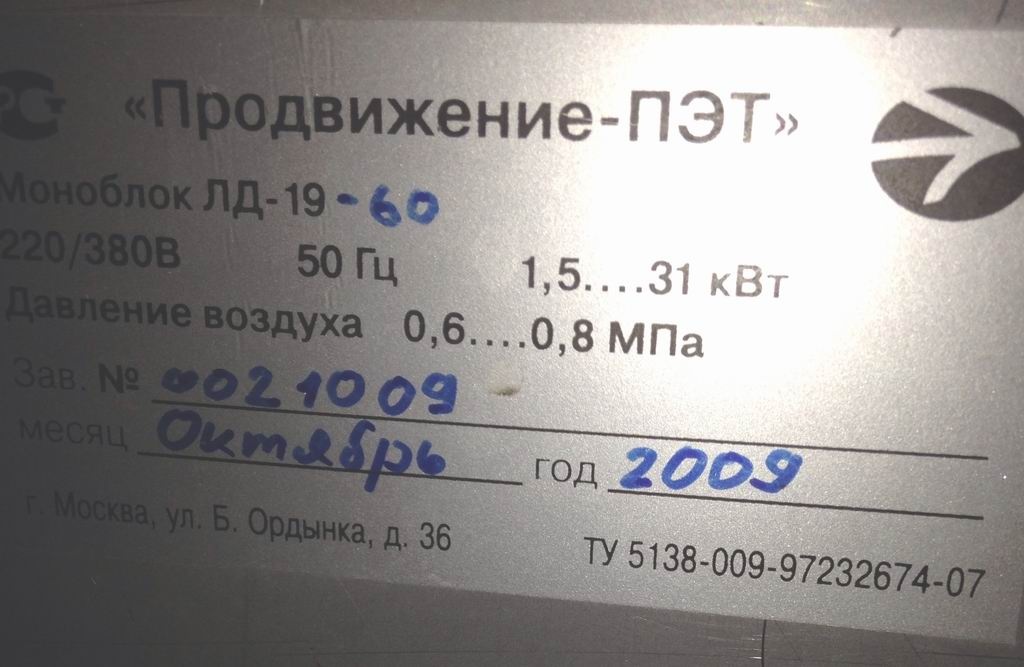 РСТ
«Продвижение-ПЭТ»
Моноблок ЛД-19-60
220/380В 50 Гц 1,5....31 кВт
Давление воздуха 0,6....0,8 МПа
Зав. № 0021009
месяц Октябрь год 2009
г. Москва, ул. Б. Ордынка, д. 36
ТУ 5138-009-97232674-07